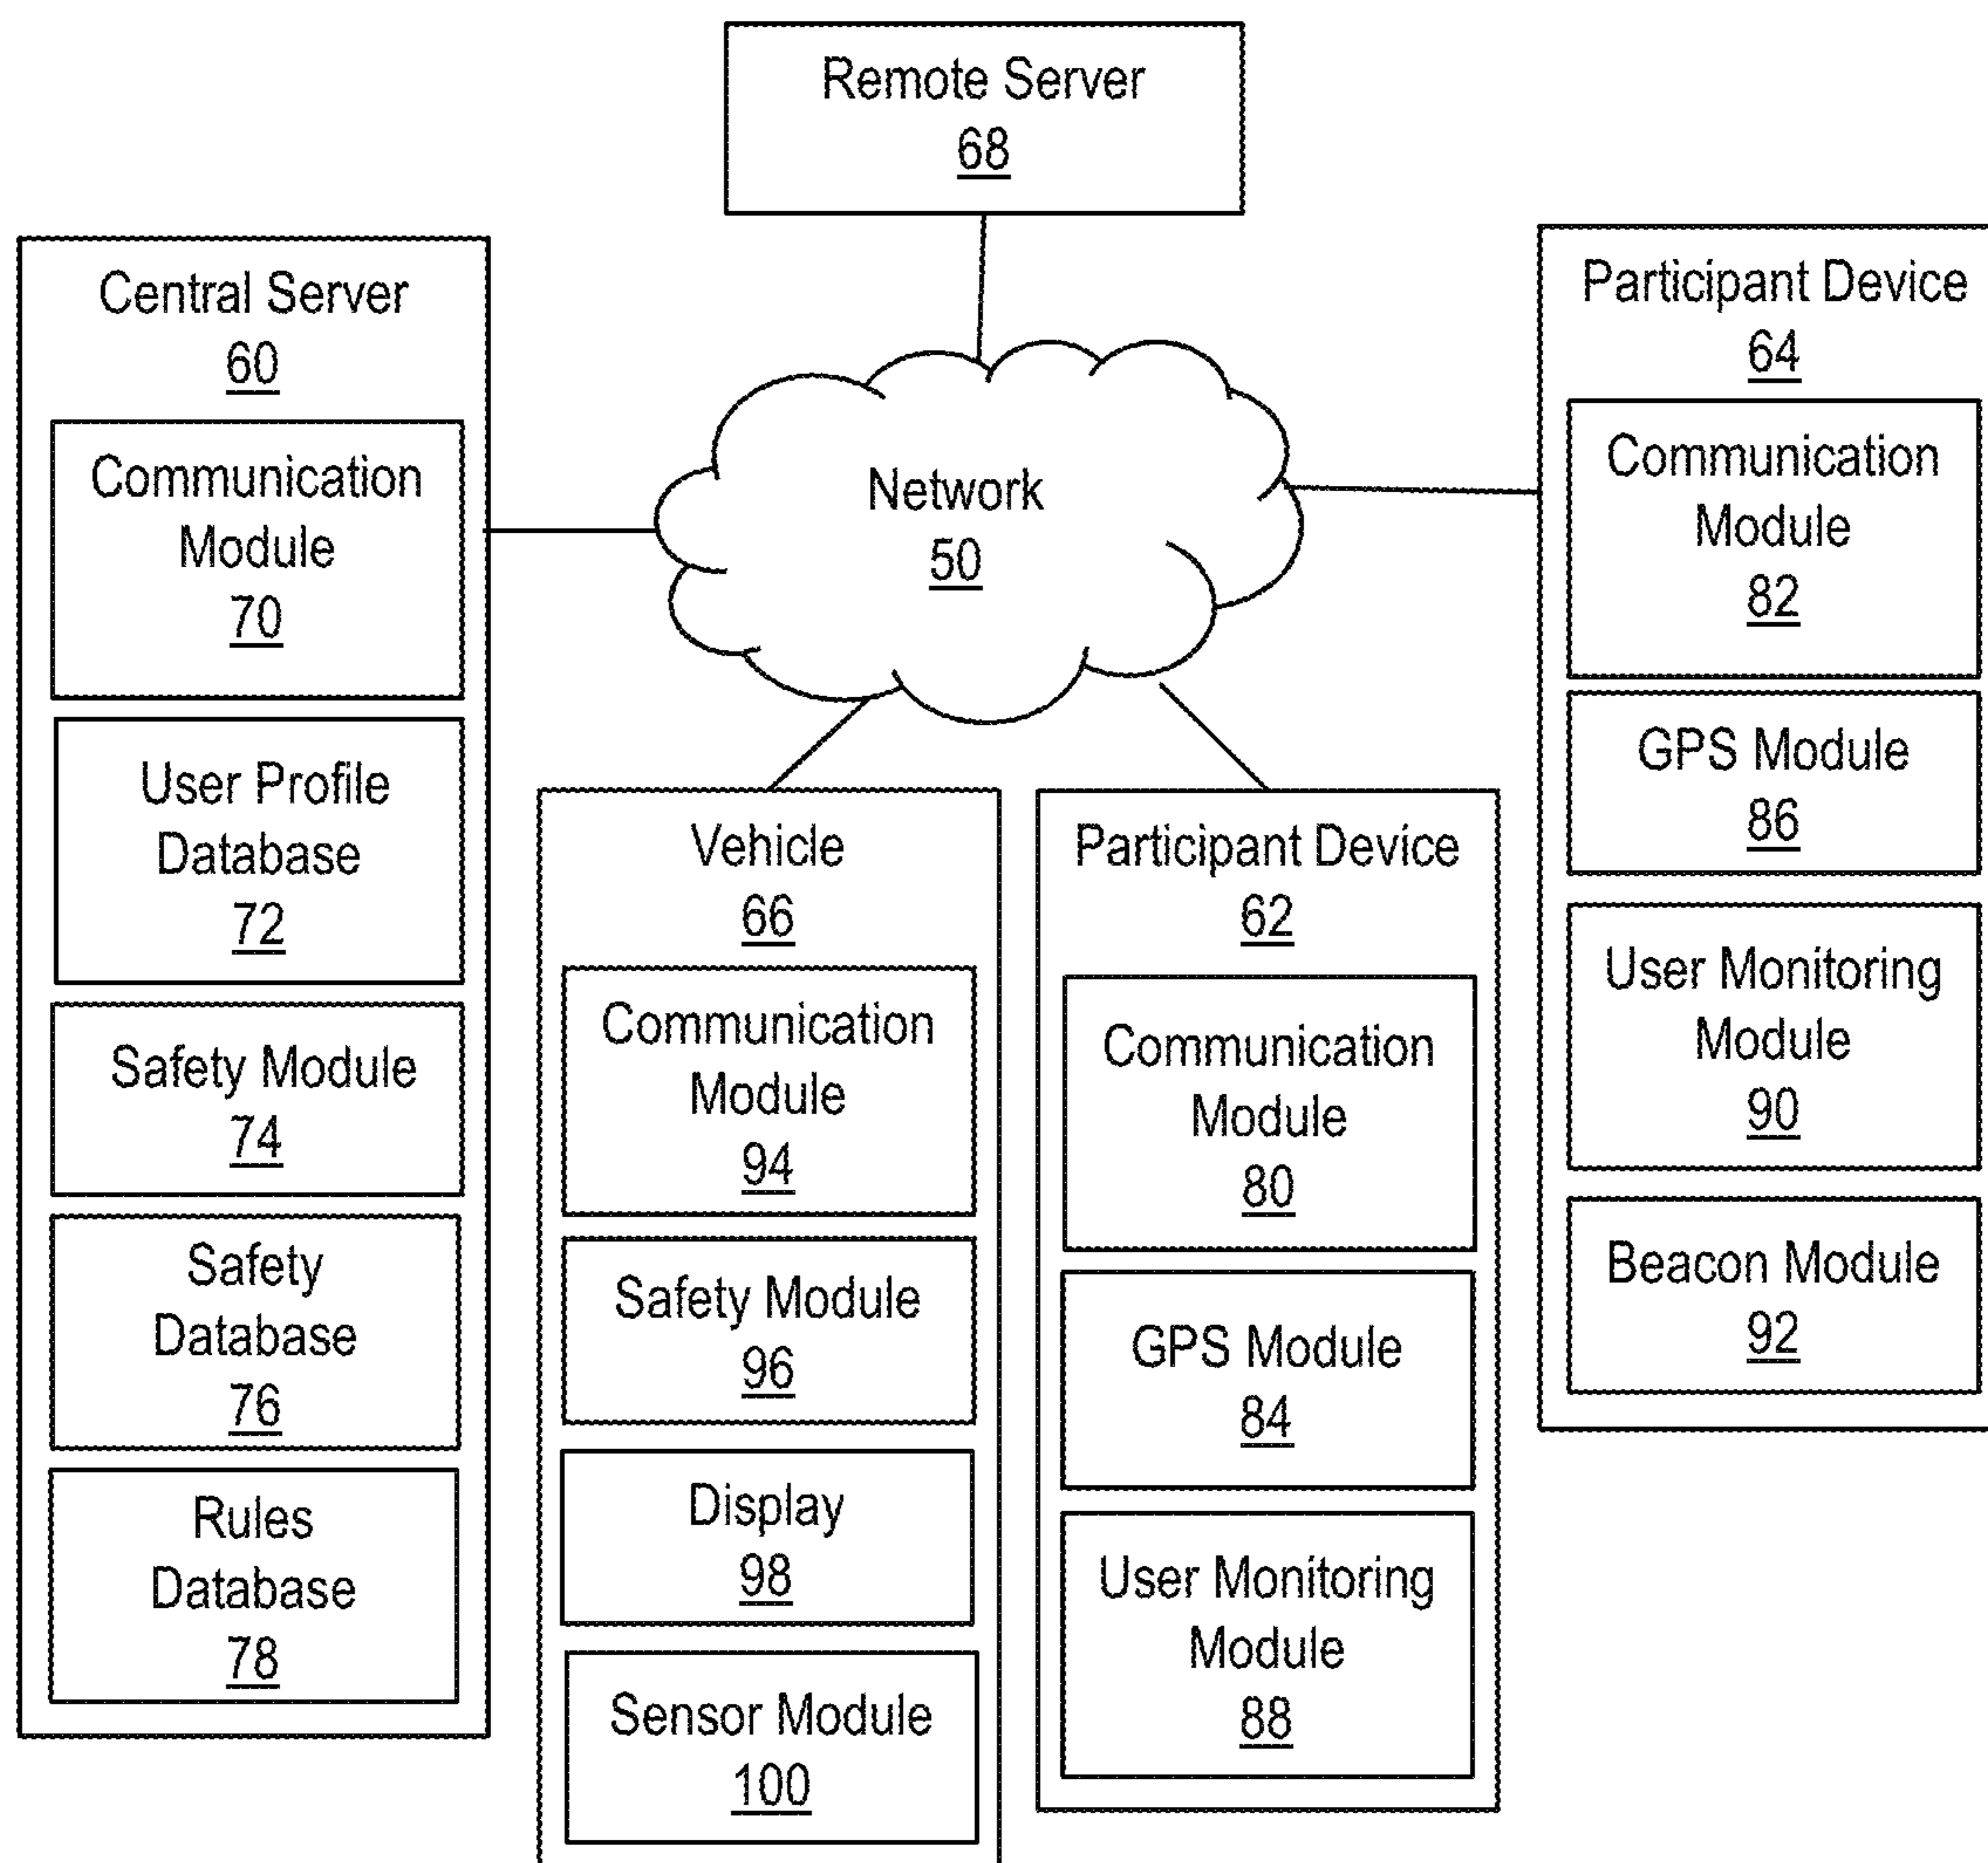 Remote Server
68
Central Server
60
Communication
Module
70
User Profile
Database
72
Safety Module
74
Safety
Database
76
Rules
Database
78
Network
50
Vehicle
66
Communication
Module
94
Safety Module
96
Display
98
Sensor Module
100
Participant Device
62
Communication
Module
80
GPS Module
84
User Monitoring
Module
88
Participant Device
64
Communication
Module
82
GPS Module
86
User Monitoring
Module
90
Beacon Module
92